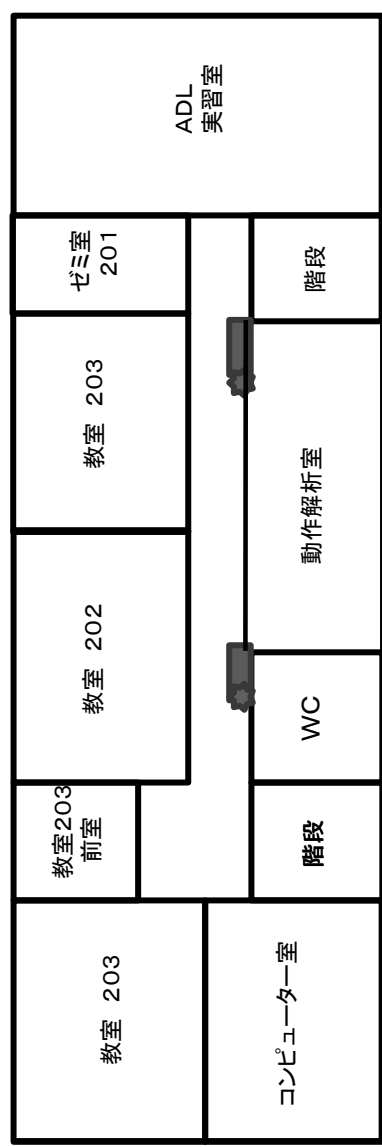 ADL
実習室
ゼミ室
201
階段
教室 203
動作解析室
教室 202
WC
教室203
前室
階段
教室 203
コンピューター室